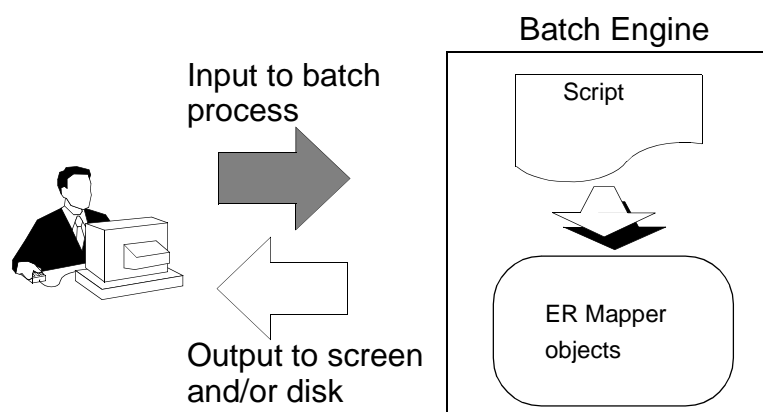 Batch Engine
Input to batch
process
Script
ER Mapper
objects
Output to screen
and/or disk